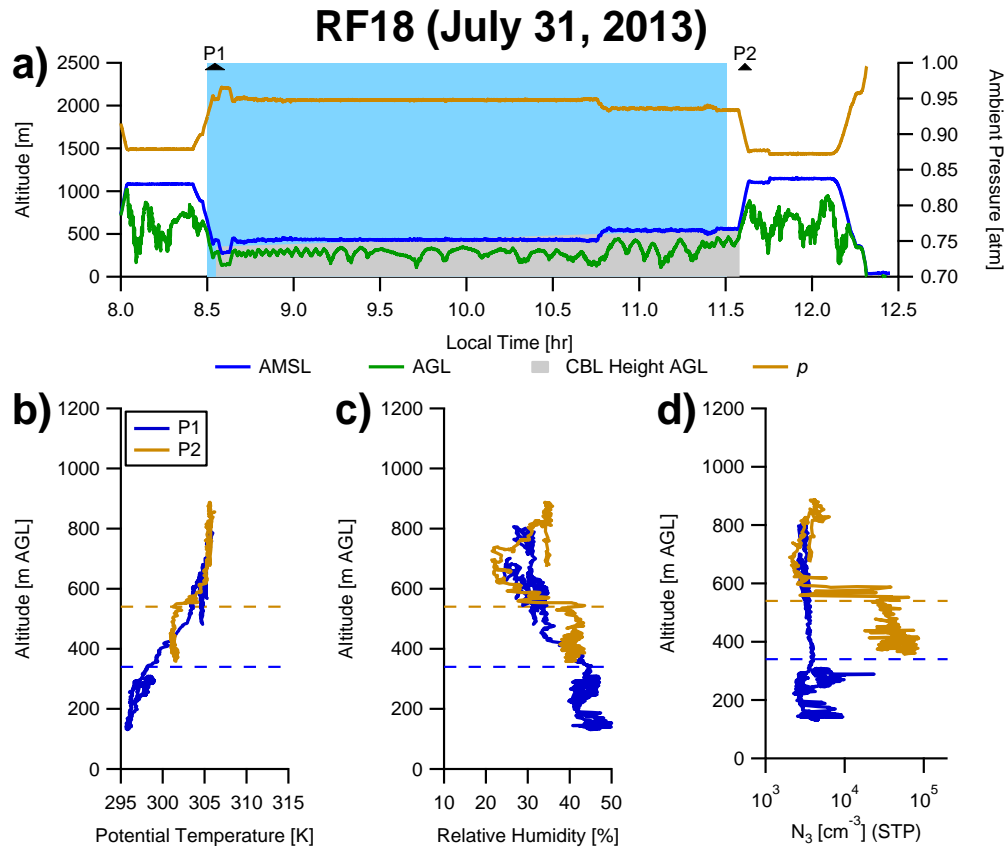 RF18 (July 31, 2013)
a)
P1
P2
2500
2000
1500
1000
500
0
Altitude [m]
1.00
0.95
0.90
0.85
0.80
0.75
0.70
Ambient Pressure [atm]
8.0 8.5 9.0 9.5 10.0 10.5 11.0 11.5 12.0 12.5
Local Time [hr]
AMSL AGL CBL Height AGL p
b)
1200
1000
800
600
400
200
0
Altitude [m AGL]
P1
P2
295 300 305 310 315
Potential Temperature [K]
c)
1200
1000
800
600
400
200
0
Altitude [m AGL]
10 20 30 40 50
Relative Humidity [%]
d)
1200
1000
800
600
400
200
0
Altitude [m AGL]
10³ 10⁴ 10⁵
N₃ [cm⁻³] (STP)